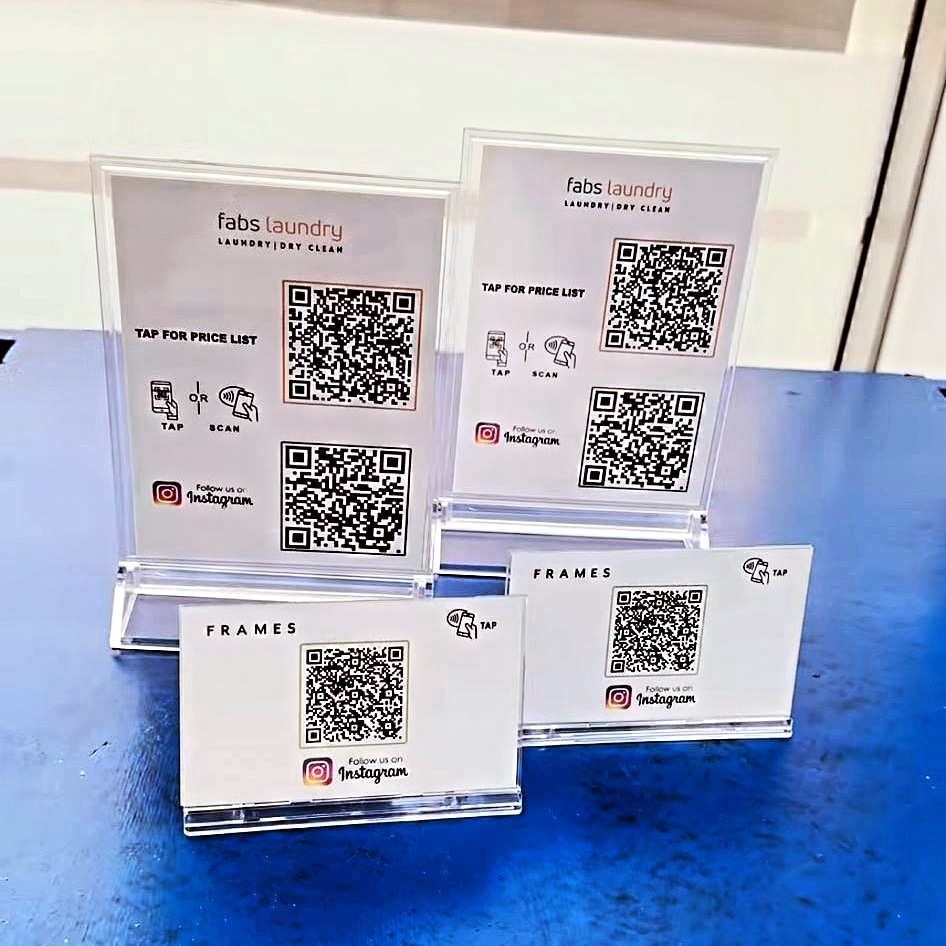 fabs laundry
LAUNDRY|DRY CLEAN
TAP FOR PRICE LIST
OR
TAP SCAN
Follow us on
Instagram
fabs laundry
LAUNDRY|DRY CLEAN
TAP FOR PRICE LIST
OR
TAP SCAN
Follow us on
Instagram
FRAMES
TAP
Follow us on
Instagram
FRAMES
TAP
Follow us on
Instagram